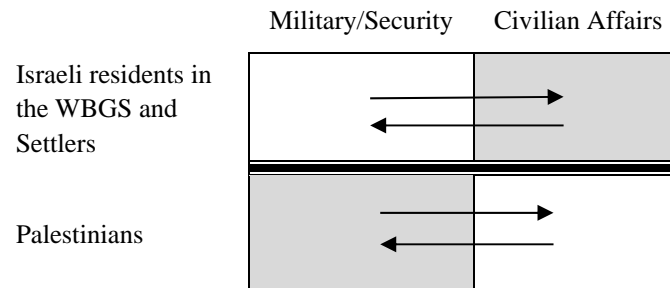 Military/Security Civilian Affairs
Israeli residents in
the WBGS and
Settlers
Palestinians